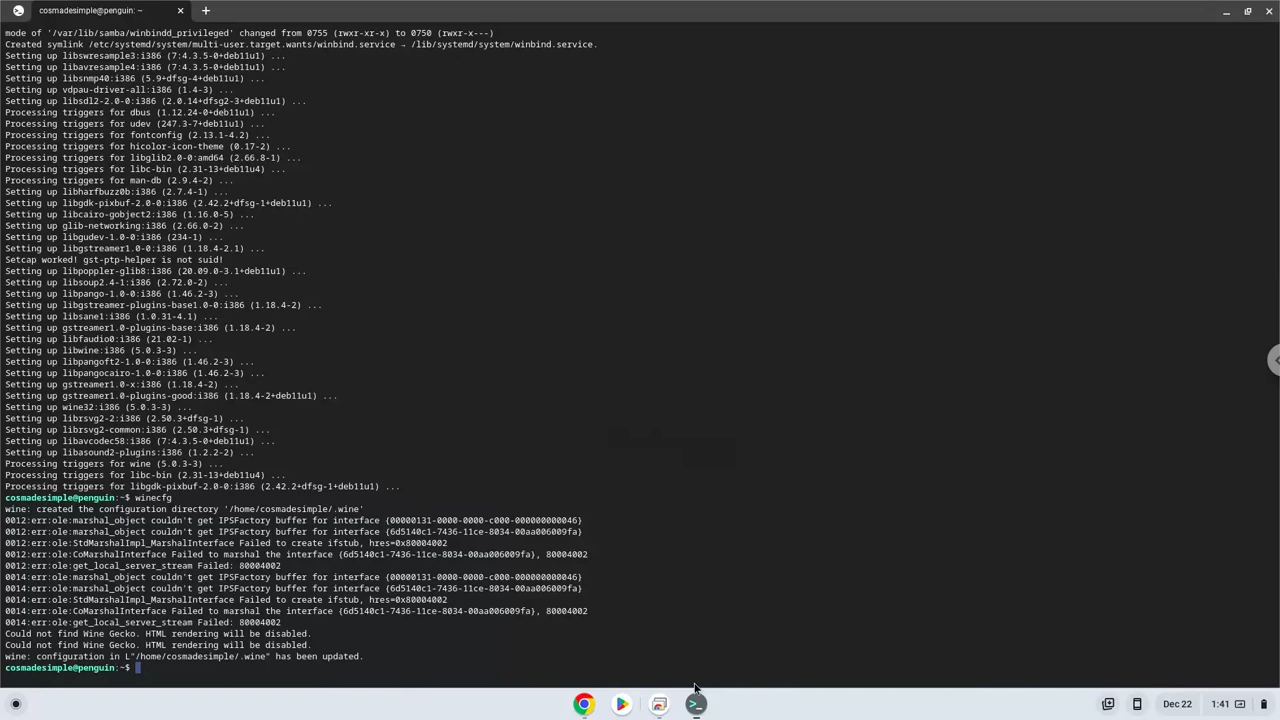 cosmadesimple@penguin: ~
mode of '/var/lib/samba/winbindd_privileged' changed from 0755 (rwxr-xr-x) to 0750 (rwxr-x---)
Created symlink /etc/systemd/system/multi-user.target.wants/winbind.service → /lib/systemd/system/winbind.service.
Setting up libswresample3:i386 (7:4.3.5-0+deb11u1) ...
Setting up libavresample4:i386 (7:4.3.5-0+deb11u1) ...
Setting up libsnmp40:i386 (5.9+dfsg-4+deb11u1) ...
Setting up vdpau-driver-all:i386 (1.4-3) ...
Setting up libsdl2-2.0-0:i386 (2.0.14+dfsg2-3+deb11u1) ...
Processing triggers for dbus (1.12.24-0+deb11u1) ...
Processing triggers for udev (247.3-7+deb11u1) ...
Processing triggers for fontconfig (2.13.1-4.2) ...
Processing triggers for hicolor-icon-theme (0.17-2) ...
Processing triggers for libglib2.0-0:amd64 (2.66.8-1) ...
Processing triggers for libc-bin (2.31-13+deb11u4) ...
Processing triggers for man-db (2.9.4-2) ...
Setting up libharfbuzz0b:i386 (2.7.4-1) ...
Setting up libgdk-pixbuf-2.0-0:i386 (2.42.2+dfsg-1+deb11u1) ...
Setting up libcairo-gobject2:i386 (1.16.0-5) ...
Setting up glib-networking:i386 (2.66.0-2) ...
Setting up libgudev-1.0-0:i386 (234-1) ...
Setting up libgstreamer1.0-0:i386 (1.18.4-2.1) ...
Setcap worked! gst-ptp-helper is not suid!
Setting up libpoppler-glib8:i386 (20.09.0-3.1+deb11u1) ...
Setting up libsoup2.4-1:i386 (2.72.0-2) ...
Setting up libpango-1.0-0:i386 (1.46.2-3) ...
Setting up libgstreamer-plugins-base1.0-0:i386 (1.18.4-2) ...
Setting up libsane1:i386 (1.0.31-4.1) ...
Setting up gstreamer1.0-plugins-base:i386 (1.18.4-2) ...
Setting up libfaudio0:i386 (21.02-1) ...
Setting up libwine:i386 (5.0.3-3) ...
Setting up libpangoft2-1.0-0:i386 (1.46.2-3) ...
Setting up libpangocairo-1.0-0:i386 (1.46.2-3) ...
Setting up gstreamer1.0-x:i386 (1.18.4-2) ...
Setting up gstreamer1.0-plugins-good:i386 (1.18.4-2+deb11u1) ...
Setting up wine32:i386 (5.0.3-3) ...
Setting up librsvg2-2:i386 (2.50.3+dfsg-1) ...
Setting up librsvg2-common:i386 (2.50.3+dfsg-1) ...
Setting up libavcodec58:i386 (7:4.3.5-0+deb11u1) ...
Setting up libasound2-plugins:i386 (1.2.2-2) ...
Processing triggers for wine (5.0.3-3) ...
Processing triggers for libc-bin (2.31-13+deb11u4) ...
Processing triggers for libgdk-pixbuf-2.0-0:i386 (2.42.2+dfsg-1+deb11u1) ...
cosmadesimple@penguin:~$ winecfg
wine: created the configuration directory '/home/cosmadesimple/.wine'
0012:err:ole:marshal_object couldn't get IPSFactory buffer for interface {00000131-0000-0000-c000-000000000046}
0012:err:ole:marshal_object couldn't get IPSFactory buffer for interface {6d5140c1-7436-11ce-8034-00aa006009fa}
0012:err:ole:StdMarshalImpl_MarshalInterface Failed to create ifstub, hres=0x80004002
0012:err:ole:CoMarshalInterface Failed to marshal the interface {6d5140c1-7436-11ce-8034-00aa006009fa}, 80004002
0012:err:ole:get_local_server_stream Failed: 80004002
0014:err:ole:marshal_object couldn't get IPSFactory buffer for interface {00000131-0000-0000-c000-000000000046}
0014:err:ole:marshal_object couldn't get IPSFactory buffer for interface {6d5140c1-7436-11ce-8034-00aa006009fa}
0014:err:ole:StdMarshalImpl_MarshalInterface Failed to create ifstub, hres=0x80004002
0014:err:ole:CoMarshalInterface Failed to marshal the interface {6d5140c1-7436-11ce-8034-00aa006009fa}, 80004002
0014:err:ole:get_local_server_stream Failed: 80004002
Could not find Wine Gecko. HTML rendering will be disabled.
Could not find Wine Gecko. HTML rendering will be disabled.
wine: configuration in L"/home/cosmadesimple/.wine" has been updated.
cosmadesimple@penguin:~$
Dec 22 1:41